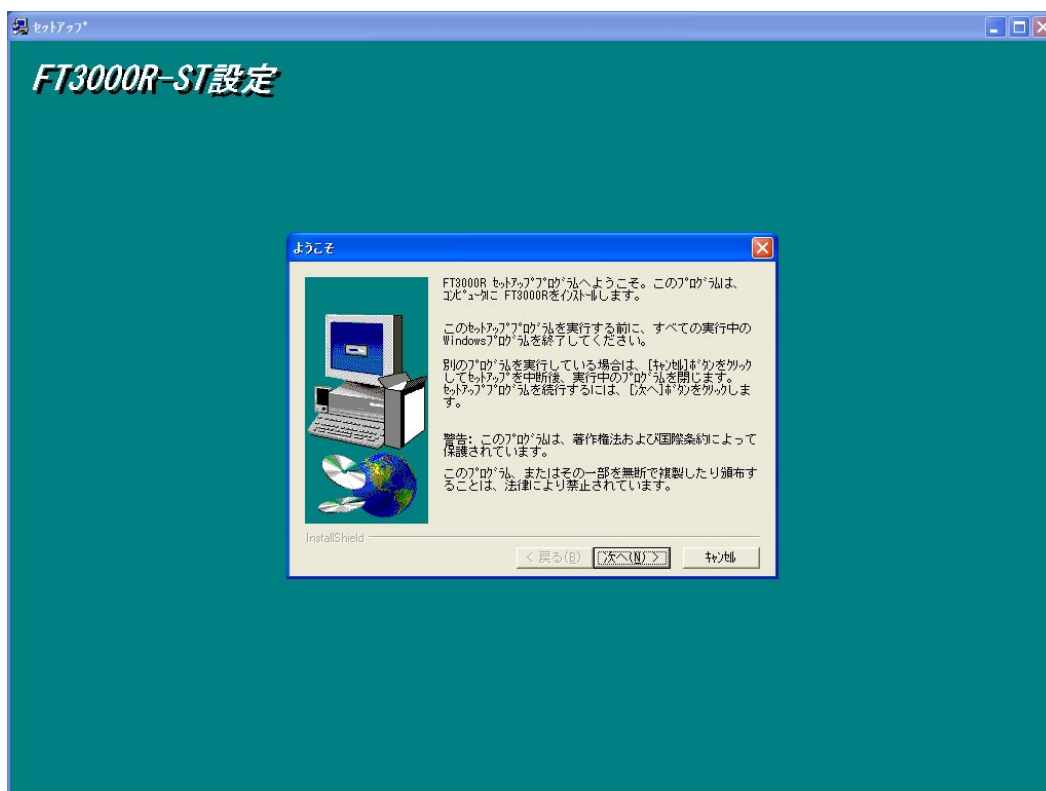 セットアップ
FT3000R-ST設定
ようこそ
FT3000R ｾｯﾄｱｯﾌﾟﾌﾟﾛｸﾞﾗﾑへようこそ。このﾌﾟﾛｸﾞﾗﾑは、
ｺﾝﾋﾟｭｰﾀに FT3000Rをｲﾝｽﾄｰﾙします。
このｾｯﾄｱｯﾌﾟﾌﾟﾛｸﾞﾗﾑを実行する前に、すべての実行中の
Windowsﾌﾟﾛｸﾞﾗﾑを終了してください。
別のﾌﾟﾛｸﾞﾗﾑを実行している場合は、[ｷｬﾝｾﾙ]ﾎﾞﾀﾝをｸﾘｯｸ
してｾｯﾄｱｯﾌﾟを中断後、実行中のﾌﾟﾛｸﾞﾗﾑを閉じます。
ｾｯﾄｱｯﾌﾟﾌﾟﾛｸﾞﾗﾑを続行するには、[次へ]ﾎﾞﾀﾝをｸﾘｯｸしま
す。
警告: このﾌﾟﾛｸﾞﾗﾑは、著作権法および国際条約によって
保護されています。
このﾌﾟﾛｸﾞﾗﾑ、またはその一部を無断で複製したり頒布す
ることは、法律により禁止されています。
InstallShield
< 戻る(B)
次へ(N) >
ｷｬﾝｾﾙ